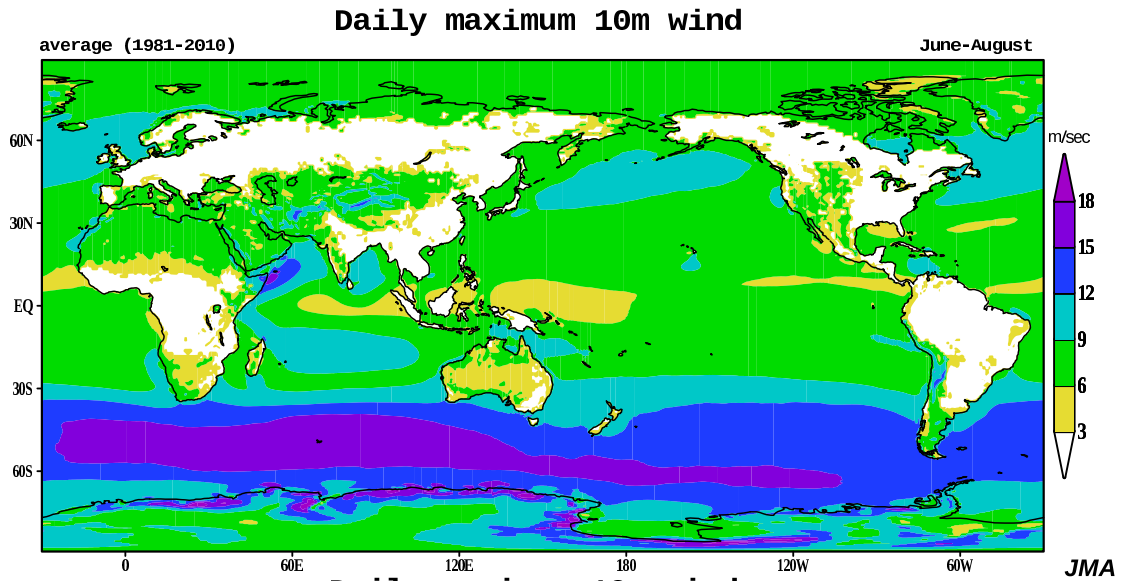 Daily maximum 10m wind
average (1981-2010) June-August
m/sec
18
15
12
9
6
3
60N
30N
EQ
30S
60S
0 60E 120E 180 120W 60W
JMA